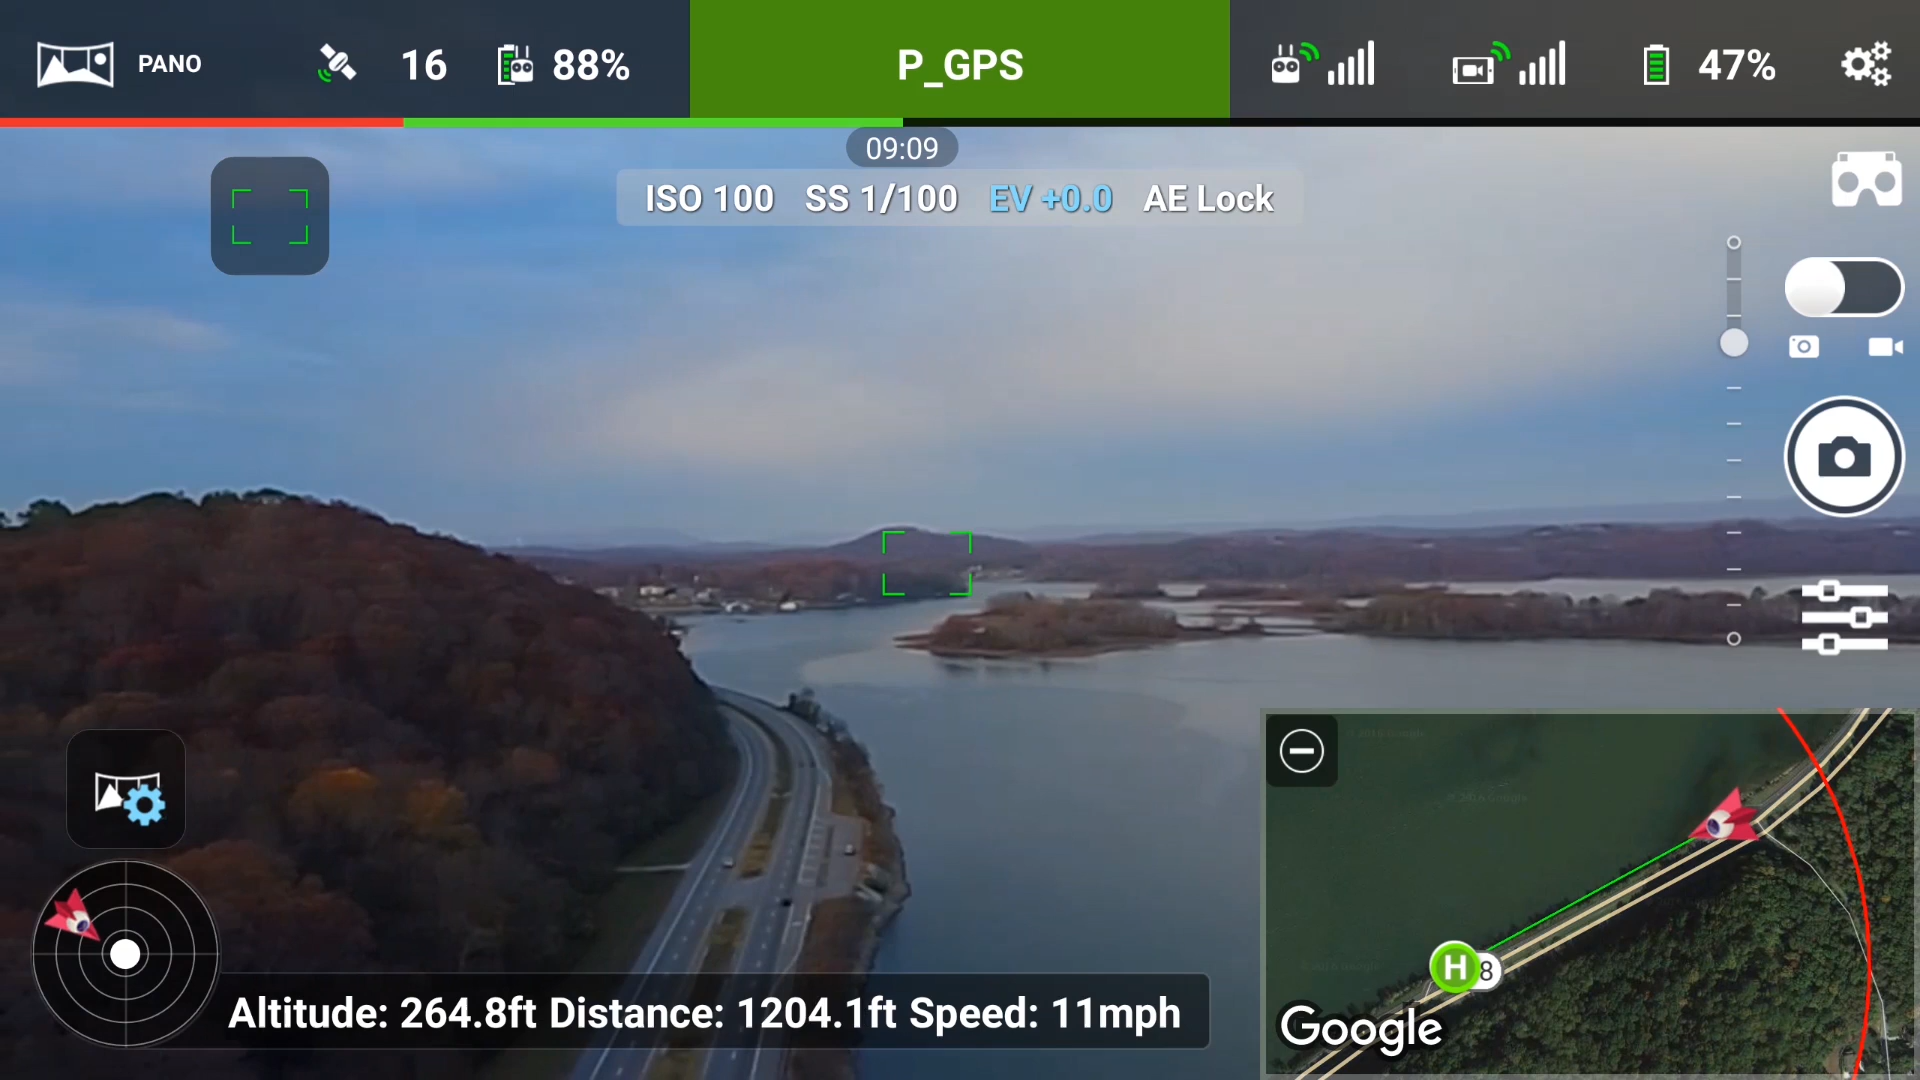 PANO 16 88% P_GPS 47%
09:09
ISO 100 SS 1/100 EV +0.0 AE Lock
H 8
Altitude: 264.8ft Distance: 1204.1ft Speed: 11mph
Google